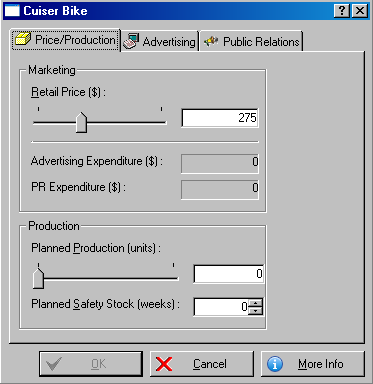 Cuiser Bike
Price/Production Advertising Public Relations
Marketing
Retail Price ($) :
275
Advertising Expenditure ($) : 0
PR Expenditure ($) : 0
Production
Planned Production (units) :
0
Planned Safety Stock (weeks) : 0
OK Cancel More Info